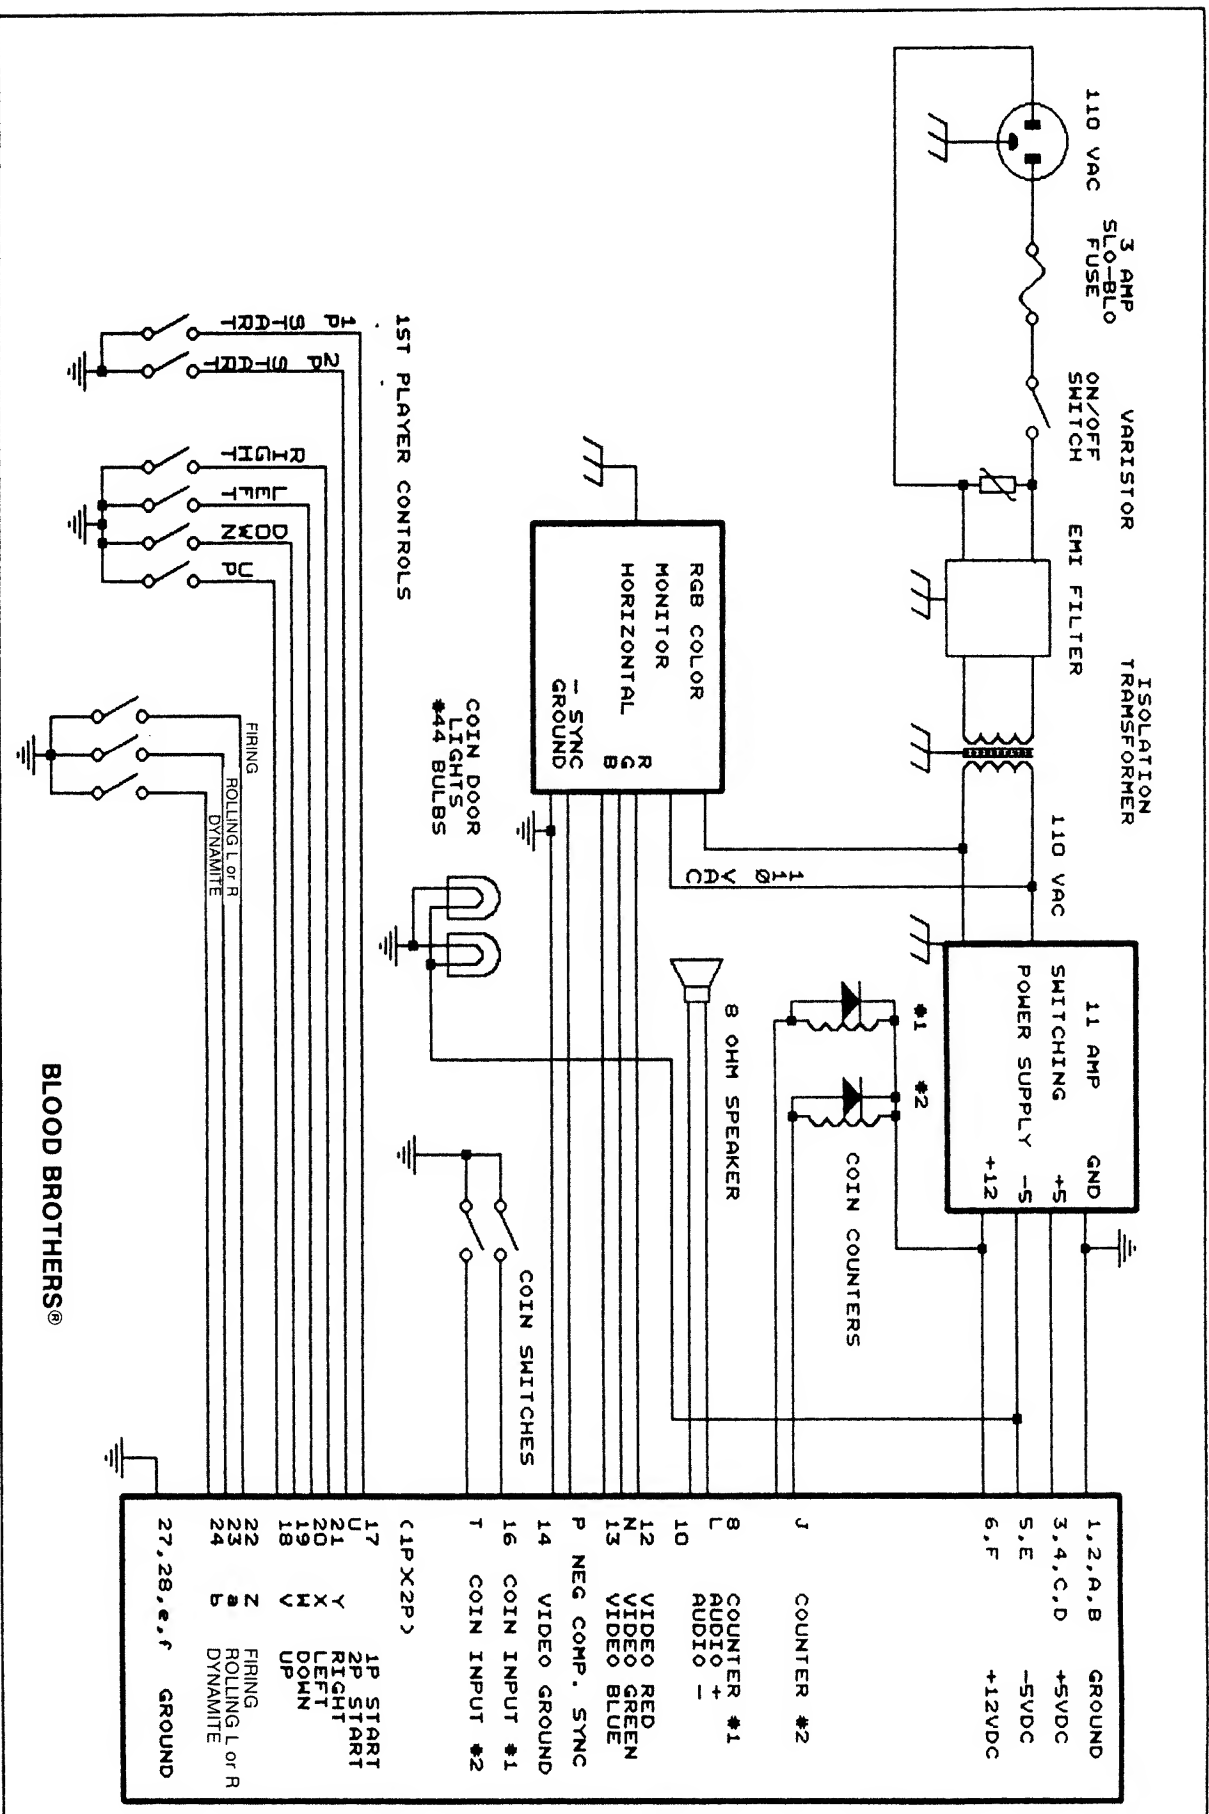 110 VAC
3 AMP
SLO-BLO
FUSE
ON/OFF
SWITCH
VARISTOR
EMI FILTER
ISOLATION
TRAMSFORMER
110 VAC
11 AMP
SWITCHING
POWER SUPPLY
GND
+5
-5
+12
110 VAC
#1
#2
COIN COUNTERS
8 OHM SPEAKER
RGB COLOR
MONITOR
HORIZONTAL
R
G
B
- SYNC
GROUND
COIN DOOR
LIGHTS
#44 BULBS
COIN SWITCHES
1ST PLAYER CONTROLS
1P START
2P START
RIGHT
LEFT
DOWN
UP
FIRING
ROLLING L or R
DYNAMITE
1,2,A,B GROUND
3,4,C,D +5VDC
5,E -5VDC
6,F +12VDC
J COUNTER #2
8 COUNTER #1
L AUDIO +
10 AUDIO -
12 VIDEO RED
N VIDEO GREEN
13 VIDEO BLUE
P NEG COMP. SYNC
14 VIDEO GROUND
16 COIN INPUT #1
T COIN INPUT #2
(1PX2P)
17 1P START
U 2P START
21 Y RIGHT
20 X LEFT
19 W DOWN
18 V UP
22 Z FIRING
23 a ROLLING L or R
24 b DYNAMITE
27,28,e,f GROUND
BLOOD BROTHERS®